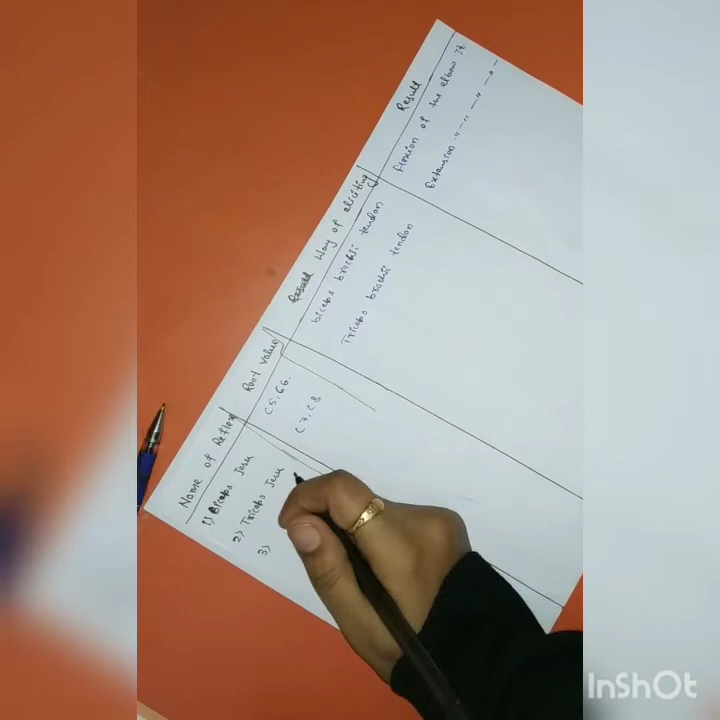 Name of Reflex Root value Way of eliciting Result
1) Biceps Jerk C5, C6. biceps brachii tendon flexion of the elbow Jt.
2) Triceps Jerk C7, C8 Triceps brachii tendon Extension -"- -"- -"-
3)
InShOt